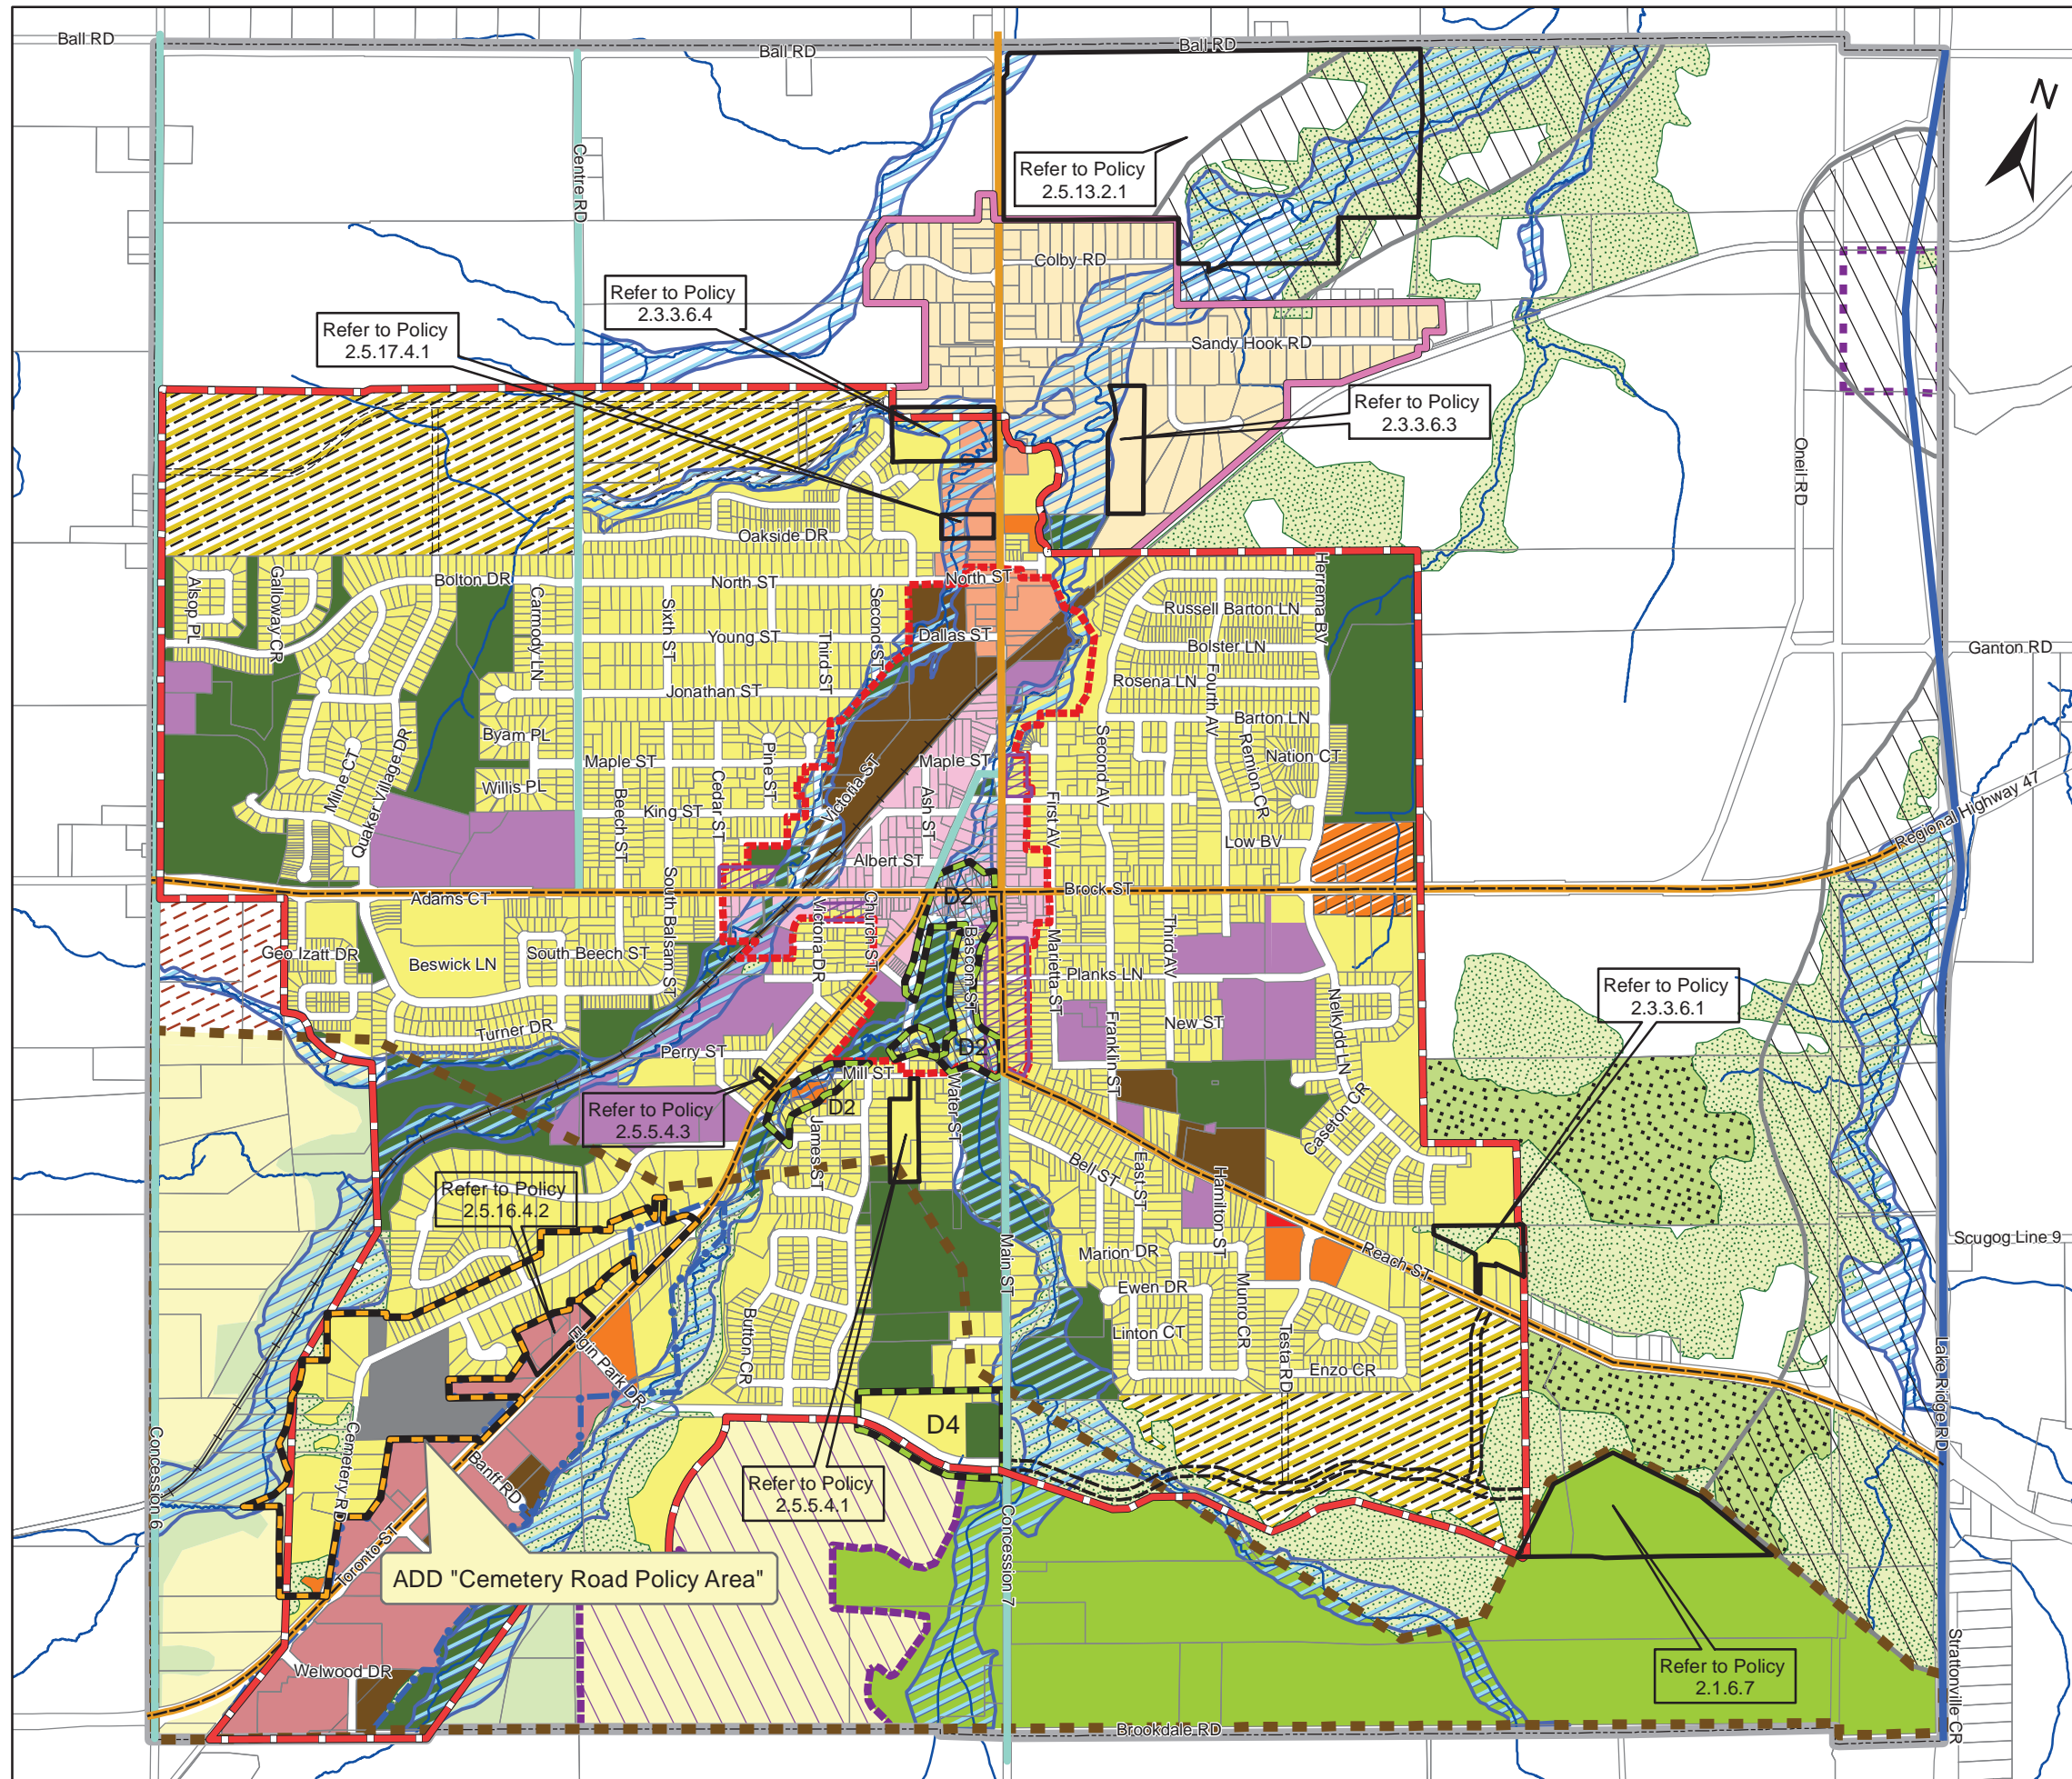 Ball RD
Ball RD
Ball RD
N
Centre RD
Refer to Policy
2.5.13.2.1
Colby RD
Refer to Policy
2.3.3.6.4
Refer to Policy
2.5.17.4.1
Sandy Hook RD
Refer to Policy
2.3.3.6.3
Oneil RD
Oakside DR
Alsop PL
Galloway CR
Bolton DR
Carmody LN
North ST
North ST
Sixth ST
Second ST
Third ST
Young ST
Dallas ST
Jonathan ST
Herrema BV
Russell Barton LN
Bolster LN
Rosena LN
Fourth AV
Ganton RD
Barton LN
Byam PL
Maple ST
Maple ST
Pine ST
Second AV
Remion CR
Nation CT
Milne CT
Quaker Village DR
Willis PL
Beech ST
King ST
Cedar ST
Victoria ST
Ash ST
First AV
Low BV
Regional Highway 47
Albert ST
Adams CT
Brock ST
South Balsam ST
D2
Victoria DR
Church ST
Bascom ST
Marietta ST
Third AV
Geo Izatt DR
Beswick LN
South Beech ST
Planks LN
Nelkydd LN
Refer to Policy
2.3.3.6.1
Turner DR
Perry ST
Franklin ST
New ST
D2
Mill ST
Water ST
Refer to Policy
2.5.5.4.3
D2
James ST
Caseton CR
Bell ST
East ST
Hamilton ST
Refer to Policy
2.5.16.4.2
Main ST
Marion DR
Reach ST
Scugog Line 9
Ewen DR
Munro CR
Button CR
Elgin Park DR
Linton CT
Testa RD
Enzo CR
Lake Ridge RD
Concession 6
Cemetery RD
D4
Banff RD
Refer to Policy
2.5.5.4.1
Toronto ST
Concession 7
ADD "Cemetery Road Policy Area"
Welwood DR
Refer to Policy
2.1.6.7
Strattonville CR
Brookdale RD